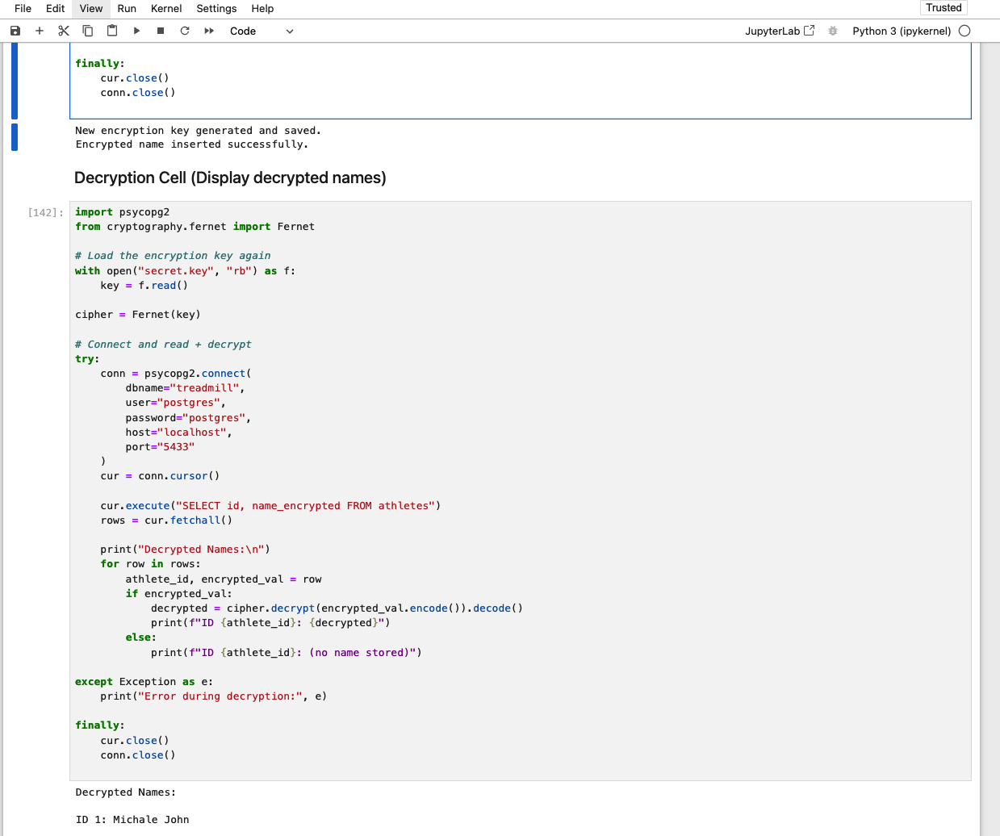 File Edit View Run Kernel Settings Help Trusted
Code JupyterLab Python 3 (ipykernel)
finally:
    cur.close()
    conn.close()
New encryption key generated and saved.
Encrypted name inserted successfully.
Decryption Cell (Display decrypted names)
[142]:
import psycopg2
from cryptography.fernet import Fernet
# Load the encryption key again
with open("secret.key", "rb") as f:
    key = f.read()
cipher = Fernet(key)
# Connect and read + decrypt
try:
    conn = psycopg2.connect(
        dbname="treadmill",
        user="postgres",
        password="postgres",
        host="localhost",
        port="5433"
    )
    cur = conn.cursor()
    cur.execute("SELECT id, name_encrypted FROM athletes")
    rows = cur.fetchall()
    print("Decrypted Names:\n")
    for row in rows:
        athlete_id, encrypted_val = row
        if encrypted_val:
            decrypted = cipher.decrypt(encrypted_val.encode()).decode()
            print(f"ID {athlete_id}: {decrypted}")
        else:
            print(f"ID {athlete_id}: (no name stored)")
except Exception as e:
    print("Error during decryption:", e)
finally:
    cur.close()
    conn.close()
Decrypted Names:
ID 1: Michale John